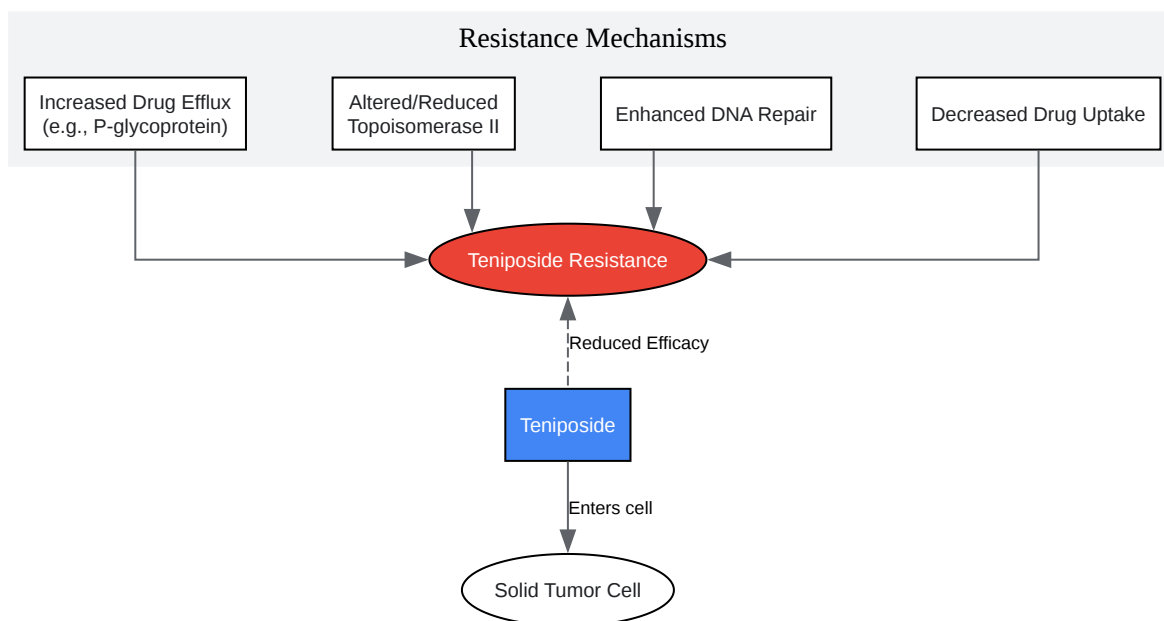 Resistance Mechanisms
Increased Drug Efflux
(e.g., P-glycoprotein)
Altered/Reduced
Topoisomerase II
Enhanced DNA Repair
Decreased Drug Uptake
Teniposide Resistance
Reduced Efficacy
Teniposide
Enters cell
Solid Tumor Cell